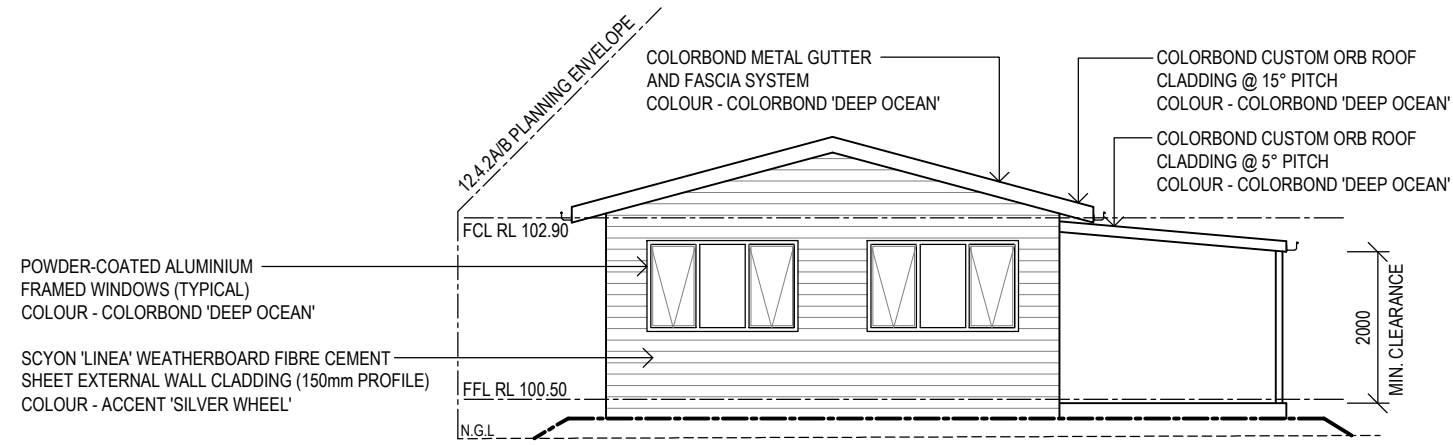 12.4.2A/B PLANNING ENVELOPE
COLORBOND METAL GUTTER
AND FASCIA SYSTEM
COLOUR - COLORBOND 'DEEP OCEAN'
COLORBOND CUSTOM ORB ROOF
CLADDING @ 15° PITCH
COLOUR - COLORBOND 'DEEP OCEAN'
COLORBOND CUSTOM ORB ROOF
CLADDING @ 5° PITCH
COLOUR - COLORBOND 'DEEP OCEAN'
FCL RL 102.90
POWDER-COATED ALUMINIUM
FRAMED WINDOWS (TYPICAL)
COLOUR - COLORBOND 'DEEP OCEAN'
SCYON 'LINEA' WEATHERBOARD FIBRE CEMENT
SHEET EXTERNAL WALL CLADDING (150mm PROFILE)
COLOUR - ACCENT 'SILVER WHEEL'
FFL RL 100.50
N.G.L
2000
MIN. CLEARANCE